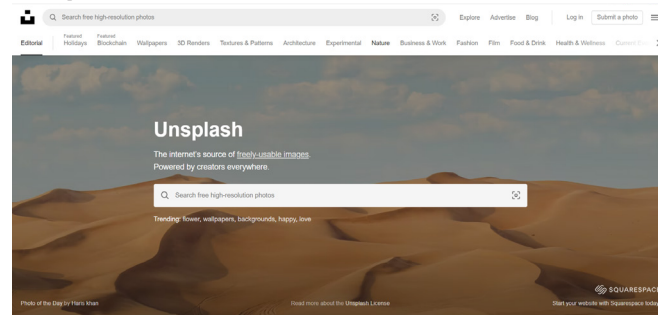 Search free high-resolution photos
Explore Advertise Blog Log in Submit a photo
Featured Featured
Editorial Holidays Blockchain Wallpapers 3D Renders Textures & Patterns Architecture Experimental Nature Business & Work Fashion Film Food & Drink Health & Wellness
Unsplash
The internet's source of freely-usable images.
Powered by creators everywhere.
Search free high-resolution photos
Trending: flower, wallpapers, backgrounds, happy, love
SQUARESPACE
Photo of the Day by Haris khan Read more about the Unsplash License Start your website with Squarespace today